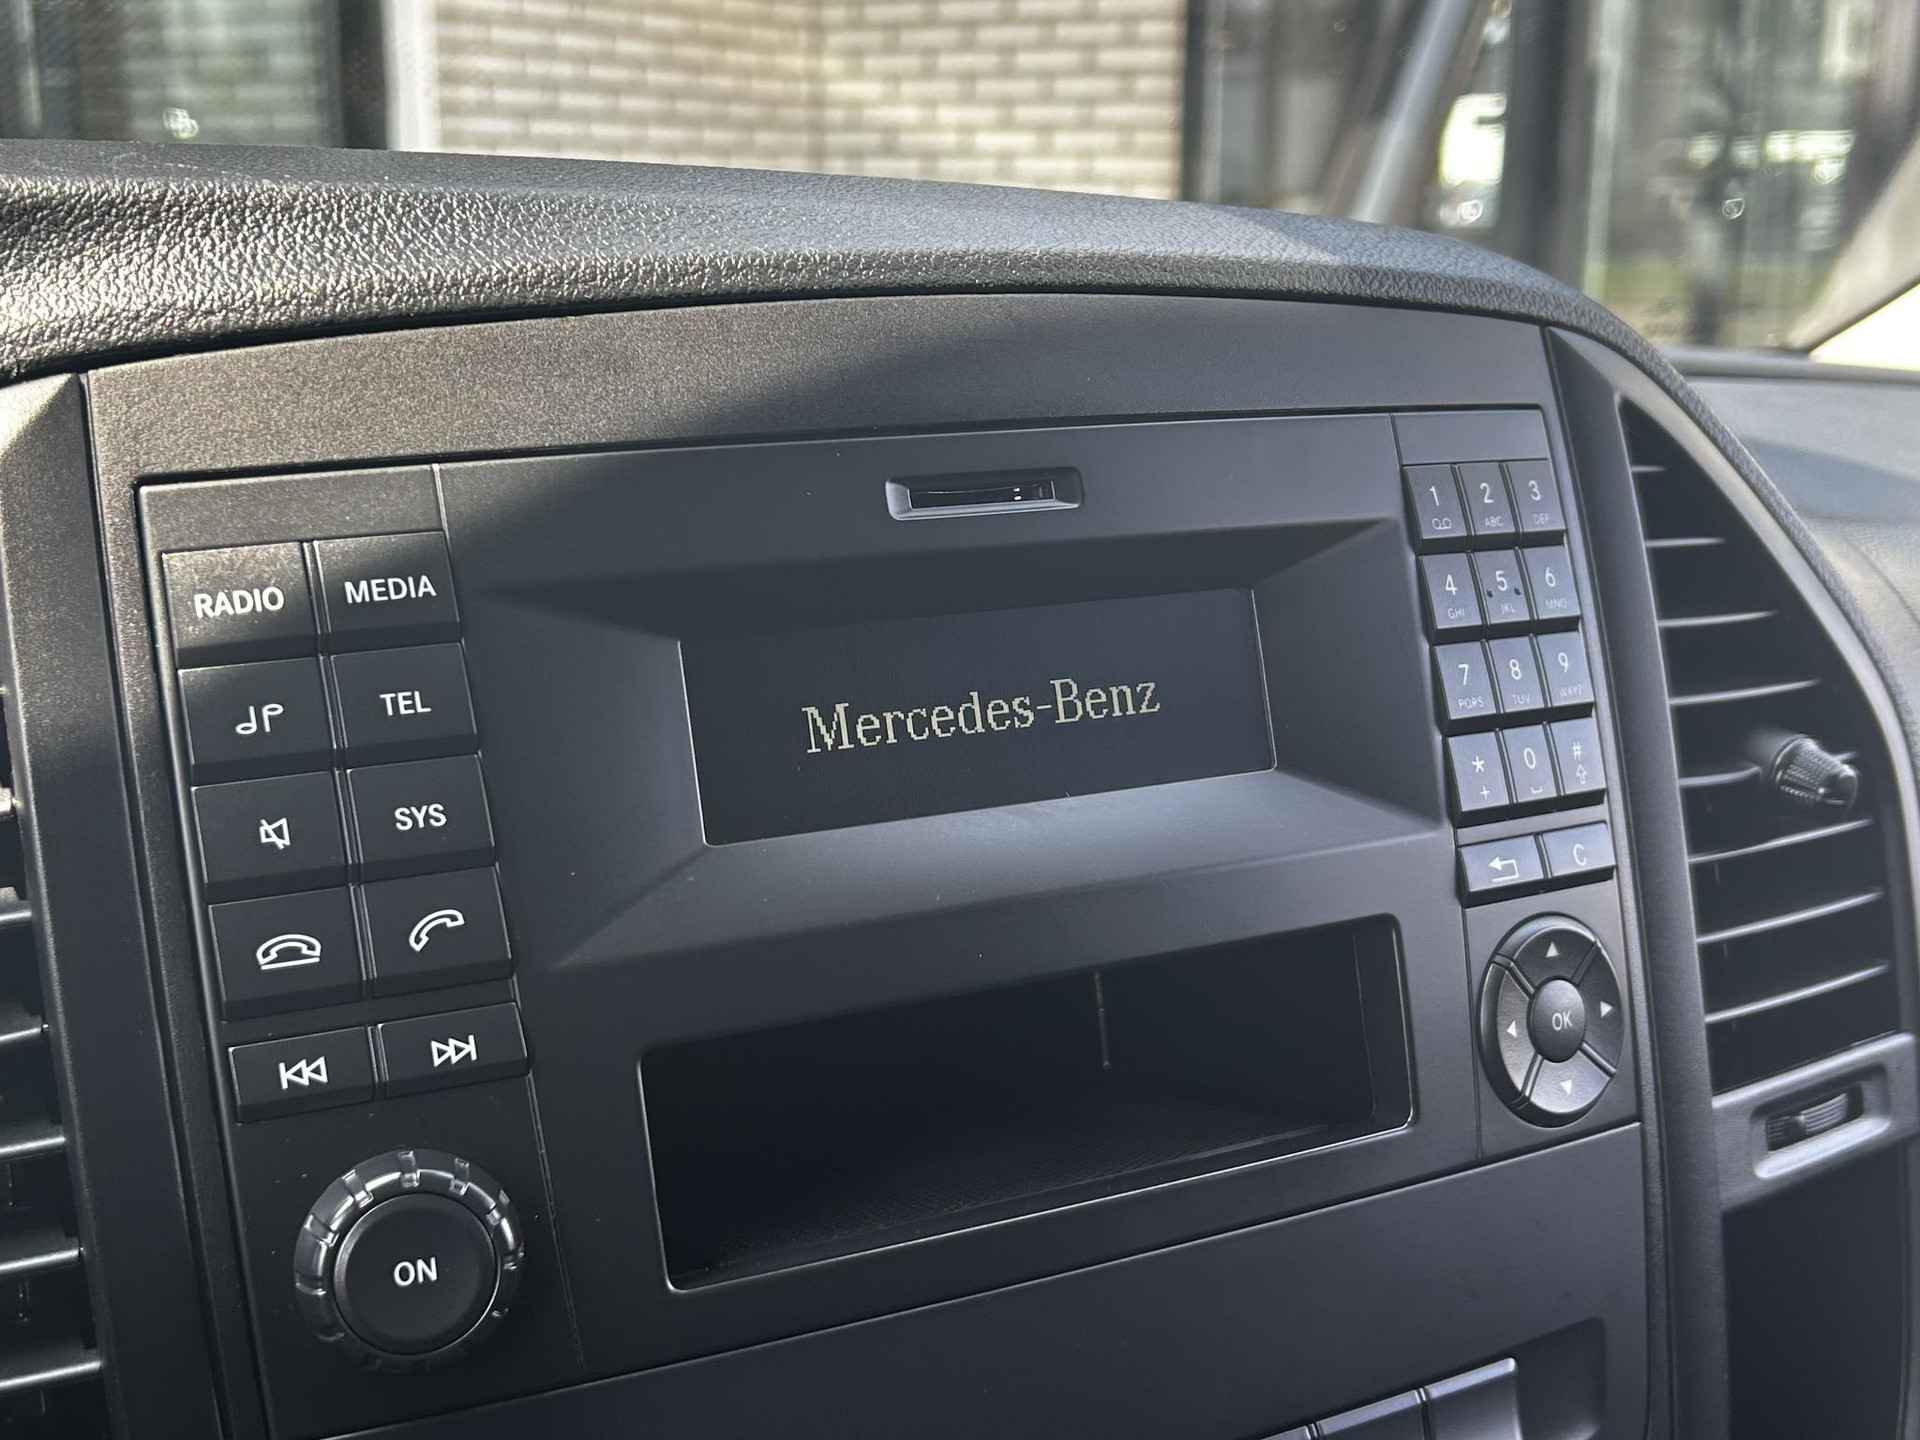 RADIO MEDIA
TEL
SYS
ON
Mercedes-Benz
1 2 3
ABC DEF
4 5 6
GHI JKL MNO
7 8 9
PQRS TUV WXYZ
* 0 #
+
C
OK